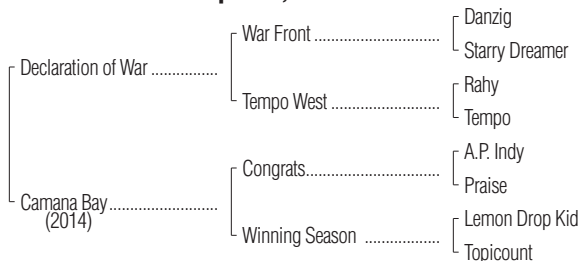 Danzig
War Front ..............................
Starry Dreamer
Declaration of War ................
Rahy
Tempo West ..........................
Tempo
A.P. Indy
Congrats................................
Praise
Camana Bay..........................
(2014)
Lemon Drop Kid
Winning Season ..................
Topicount